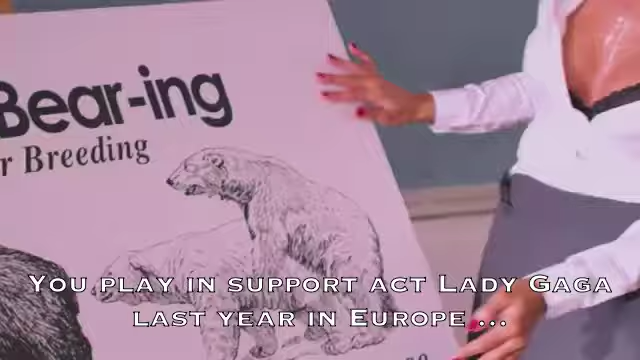 Bear-ing
r Breeding
You play in support act Lady Gaga
last year in Europe ...